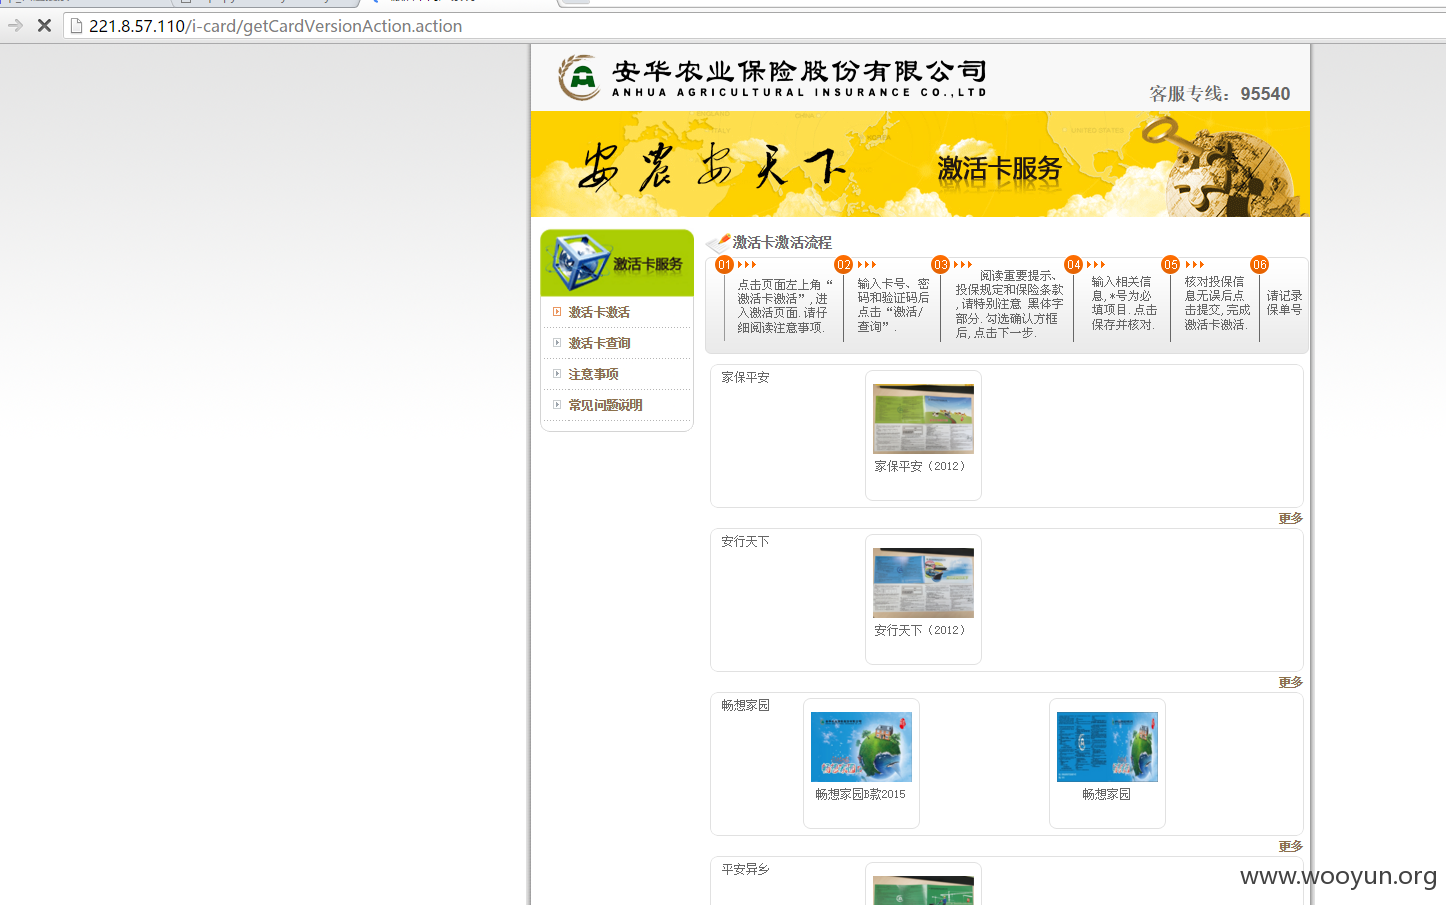 221.8.57.110/i-card/getCardVersionAction.action
安华农业保险股份有限公司
ANHUA AGRICULTURAL INSURANCE CO.,LTD
客服专线：95540
安农安天下
激活卡服务
激活卡服务
激活卡激活
激活卡查询
注意事项
常见问题说明
激活卡激活流程
01
点击页面左上角“
激活卡激活”, 进
入激活页面. 请仔
细阅读注意事项.
02
输入卡号、密
码和验证码后
点击“激活/
查询”.
03
阅读重要提示、
投保规定和保险条款
, 请特别注意 黑体字
部分. 勾选确认方框
后, 点击下一步.
04
输入相关信
息, *号为必
填项目. 点击
保存并核对.
05
核对投保信
息无误后点
击提交, 完成
激活卡激活.
06
请记录
保单号
家保平安
家保平安（2012）
更多
安行天下
安行天下（2012）
更多
畅想家园
畅想家园B款2015
畅想家园
更多
平安异乡
www.wooyun.org